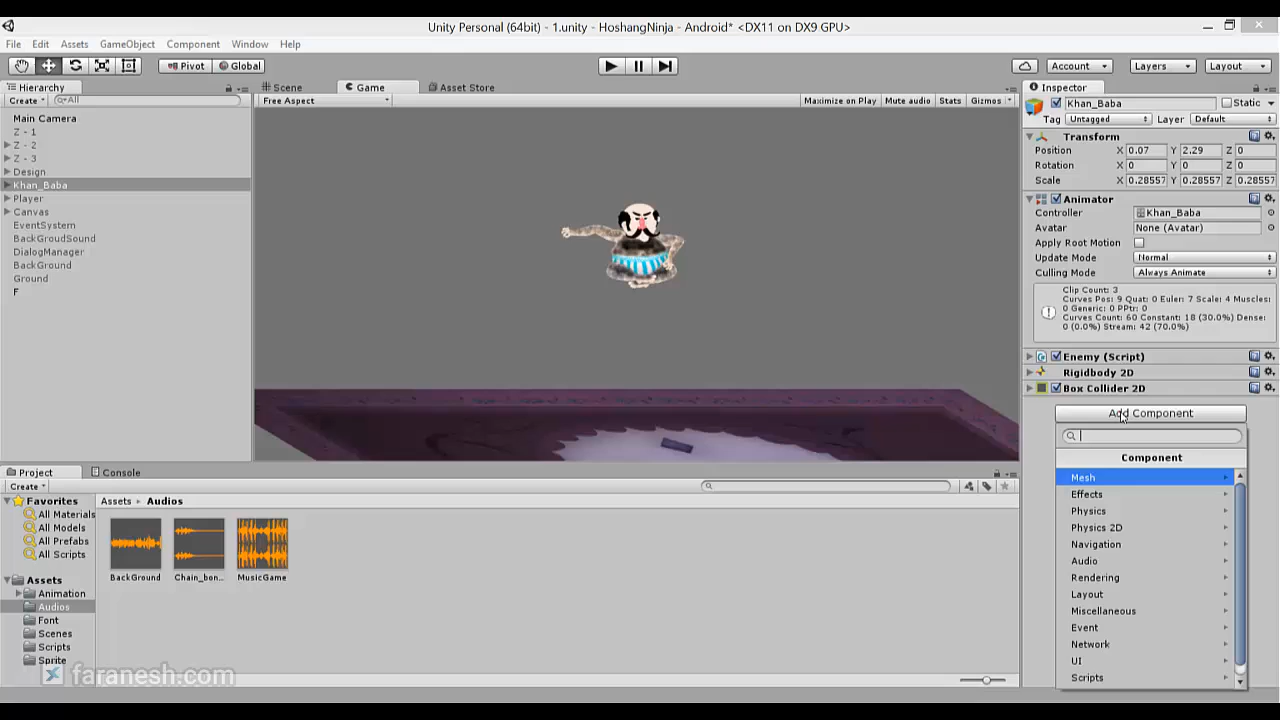 Unity Personal (64bit) - 1.unity - HoshangNinja - Android* <DX11 on DX9 GPU>
File Edit Assets GameObject Component Window Help
Pivot Global Account Layers Layout
Hierarchy
Create All
Main Camera
Z - 1
Z - 2
Z - 3
Design
Khan_Baba
Player
Canvas
EventSystem
BackGroudSound
DialogManager
BackGround
Ground
F
Scene Game Asset Store
Free Aspect Maximize on Play Mute audio Stats Gizmos
Inspector
Khan_Baba Static
Tag Untagged Layer Default
Transform
Position X 0.07 Y 2.29 Z 0
Rotation X 0 Y 0 Z 0
Scale X 0.28557 Y 0.28557 Z 0.28557
Animator
Controller Khan_Baba
Avatar None (Avatar)
Apply Root Motion
Update Mode Normal
Culling Mode Always Animate
Clip Count: 3
Curves Pos: 9 Quat: 0 Euler: 7 Scale: 4 Muscles:
0 Generic: 0 PPtr: 0
Curves Count: 60 Constant: 18 (30.0%) Dense:
0 (0.0%) Stream: 42 (70.0%)
Enemy (Script)
Rigidbody 2D
Box Collider 2D
Add Component
Component
Mesh
Effects
Physics
Physics 2D
Navigation
Audio
Rendering
Layout
Miscellaneous
Event
Network
UI
Scripts
Project Console
Create
Favorites
All Materials
All Models
All Prefabs
All Scripts
Assets
Animation
Audios
Font
Scenes
Scripts
Sprite
Assets Audios
BackGround Chain_bon... MusicGame
faranesh.com